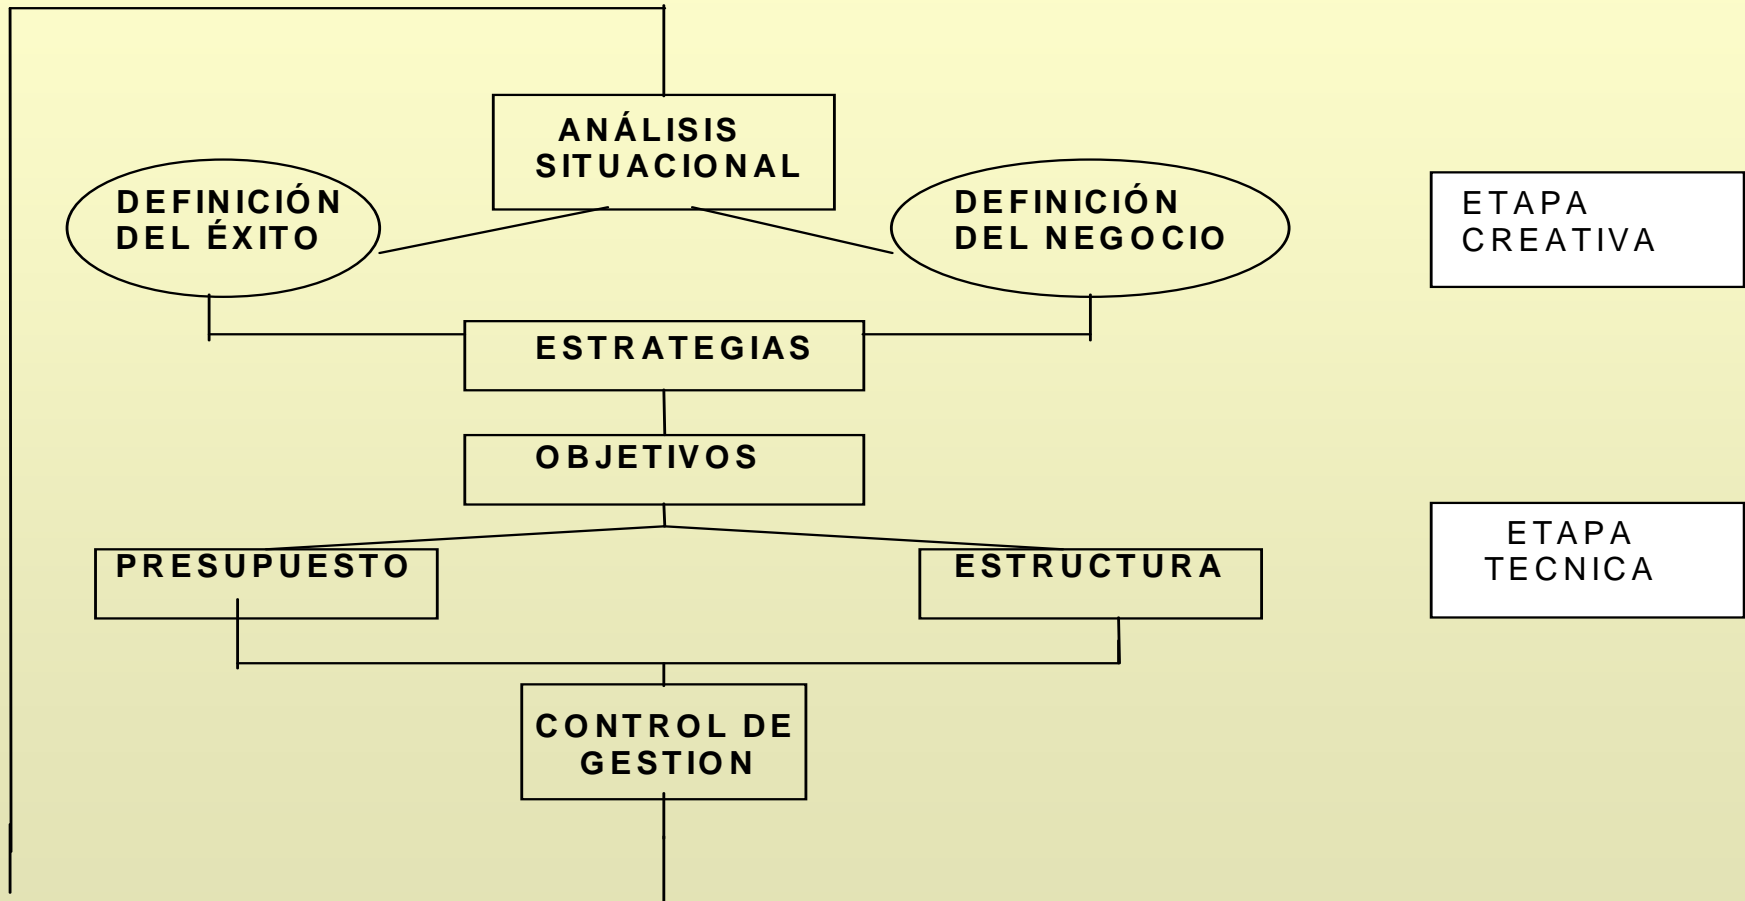 ANÁLISIS
SITUACIONAL
DEFINICIÓN
DEL ÉXITO
DEFINICIÓN
DEL NEGOCIO
ETAPA
CREATIVA
ESTRATEGIAS
OBJETIVOS
PRESUPUESTO
ESTRUCTURA
ETAPA
TECNICA
CONTROL DE
GESTION